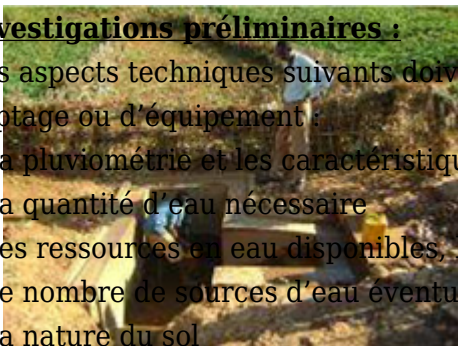 vestigations préliminaires :
s aspects techniques suivants doiv
ptage ou d’équipement :
a pluviométrie et les caractéristiqu
a quantité d’eau nécessaire
es ressources en eau disponibles,
e nombre de sources d’eau éventu
a nature du sol